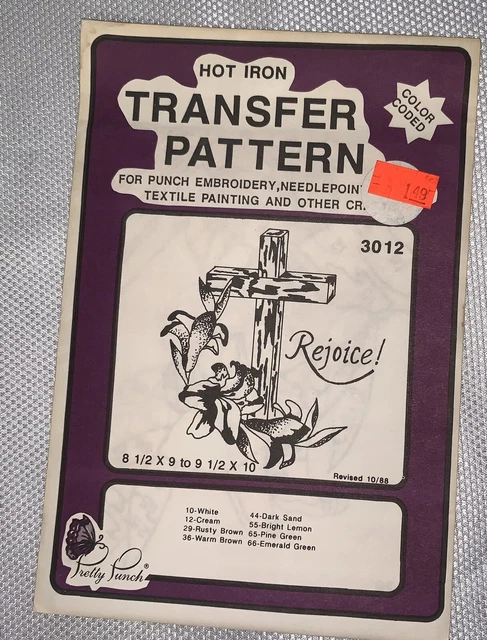 HOT IRON
TRANSFER
PATTERN
COLOR
CODED
FOR PUNCH EMBROIDERY, NEEDLEPOIN
TEXTILE PAINTING AND OTHER CR
1.49
3012
Rejoice!
8 1/2 X 9 to 9 1/2 X 10
Revised 10/88
10-White
12-Cream
29-Rusty Brown
36-Warm Brown
44-Dark Sand
55-Bright Lemon
65-Pine Green
66-Emerald Green
Pretty Punch®